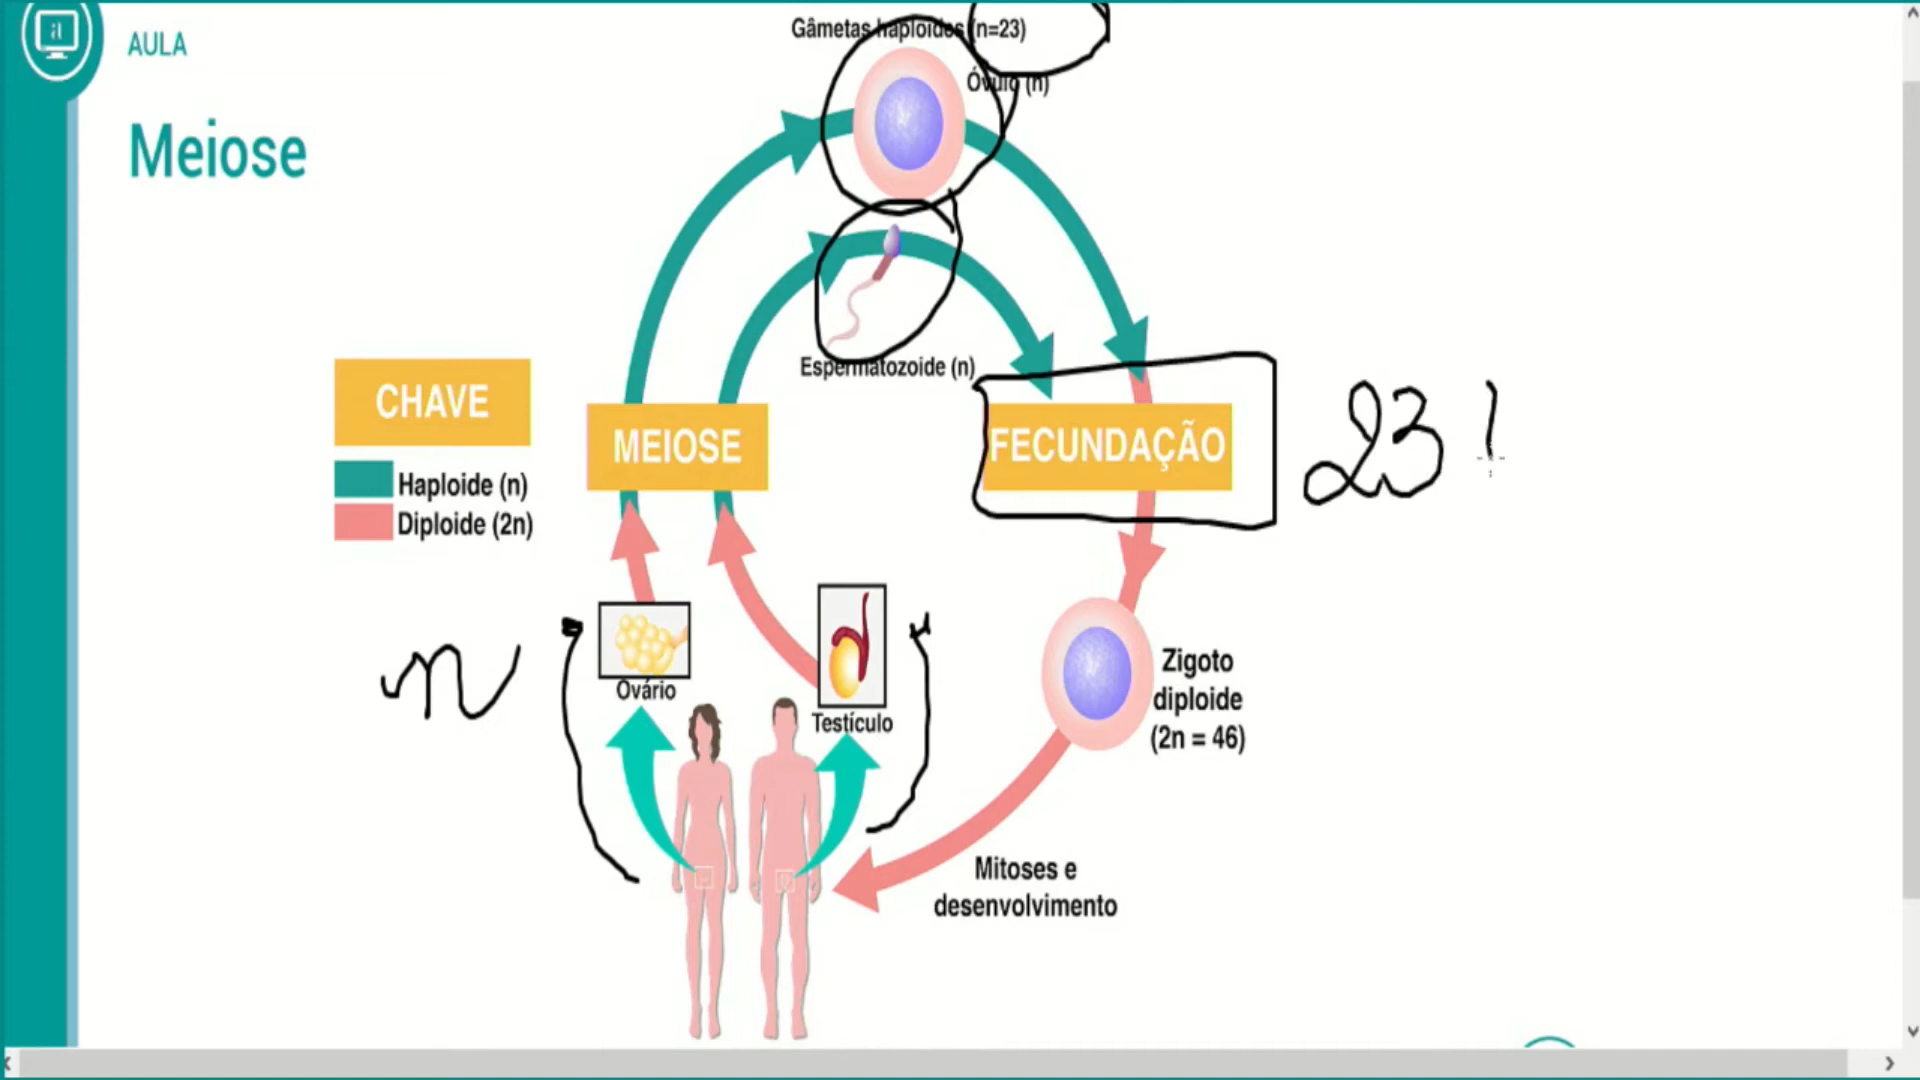 AULA
Meiose
Gâmetas haploides (n=23)
Óvulo (n)
Espermatozoide (n)
CHAVE
Haploide (n)
Diploide (2n)
MEIOSE
FECUNDAÇÃO
23
n
Ovário
Testículo
Zigoto
diploide
(2n = 46)
Mitoses e
desenvolvimento